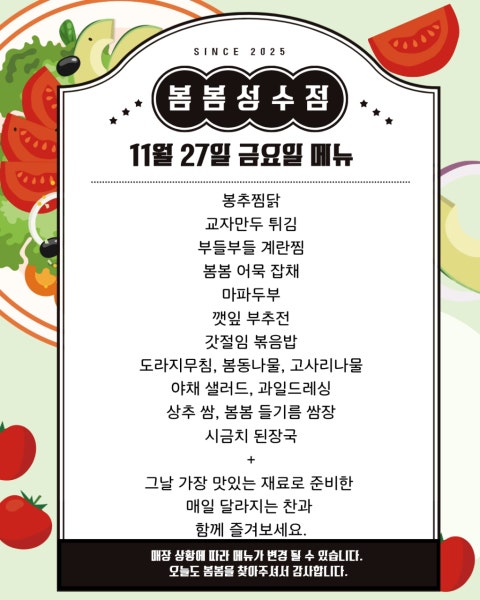 SINCE 2025
봄봄성수점
11월 27일 금요일 메뉴
봉추찜닭
교자만두 튀김
부들부들 계란찜
봄봄 어묵 잡채
마파두부
깻잎 부추전
갓절임 볶음밥
도라지무침, 봄동나물, 고사리나물
야채 샐러드, 과일드레싱
상추 쌈, 봄봄 들기름 쌈장
시금치 된장국
+
그날 가장 맛있는 재료로 준비한
매일 달라지는 찬과
함께 즐겨보세요.
매장 상황에 따라 메뉴가 변경 될 수 있습니다.
오늘도 봄봄을 찾아주셔서 감사합니다.